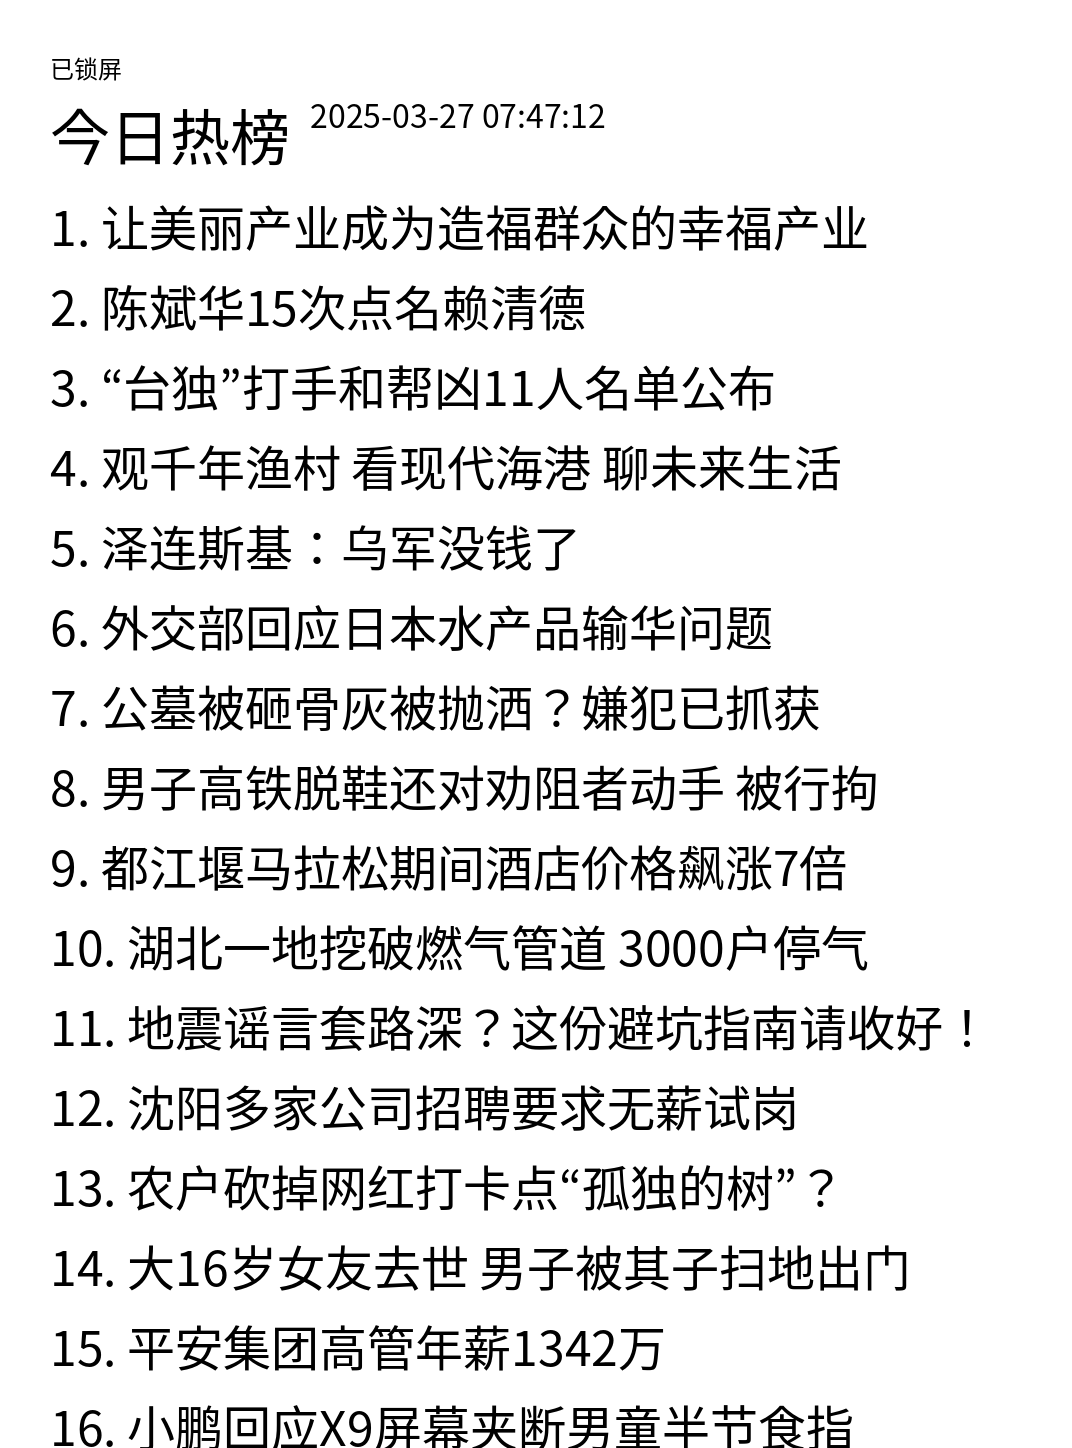 已锁屏
今日热榜 2025-03-27 07:47:12
1. 让美丽产业成为造福群众的幸福产业
2. 陈斌华15次点名赖清德
3. “台独”打手和帮凶11人名单公布
4. 观千年渔村 看现代海港 聊未来生活
5. 泽连斯基：乌军没钱了
6. 外交部回应日本水产品输华问题
7. 公墓被砸骨灰被抛洒？嫌犯已抓获
8. 男子高铁脱鞋还对劝阻者动手 被行拘
9. 都江堰马拉松期间酒店价格飙涨7倍
10. 湖北一地挖破燃气管道 3000户停气
11. 地震谣言套路深？这份避坑指南请收好！
12. 沈阳多家公司招聘要求无薪试岗
13. 农户砍掉网红打卡点“孤独的树”？
14. 大16岁女友去世 男子被其子扫地出门
15. 平安集团高管年薪1342万
16. 小鹏回应X9屏幕夹断男童半节食指